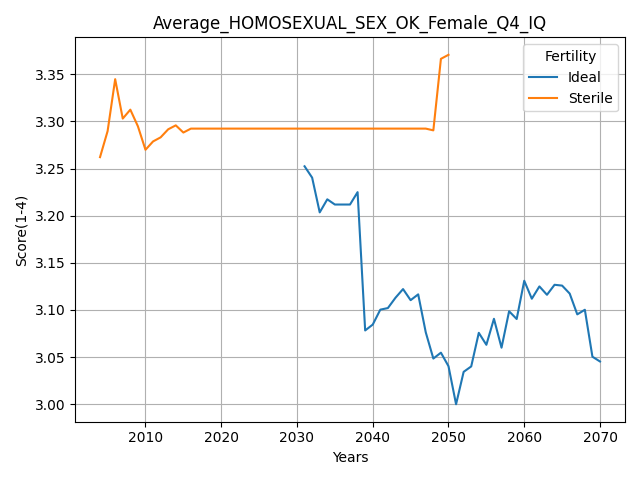 Average_HOMOSEXUAL_SEX_OK_Female_Q4_IQ
Fertility
Ideal
Sterile
Score(1-4)
3.35
3.30
3.25
3.20
3.15
3.10
3.05
3.00
2010 2020 2030 2040 2050 2060 2070
Years